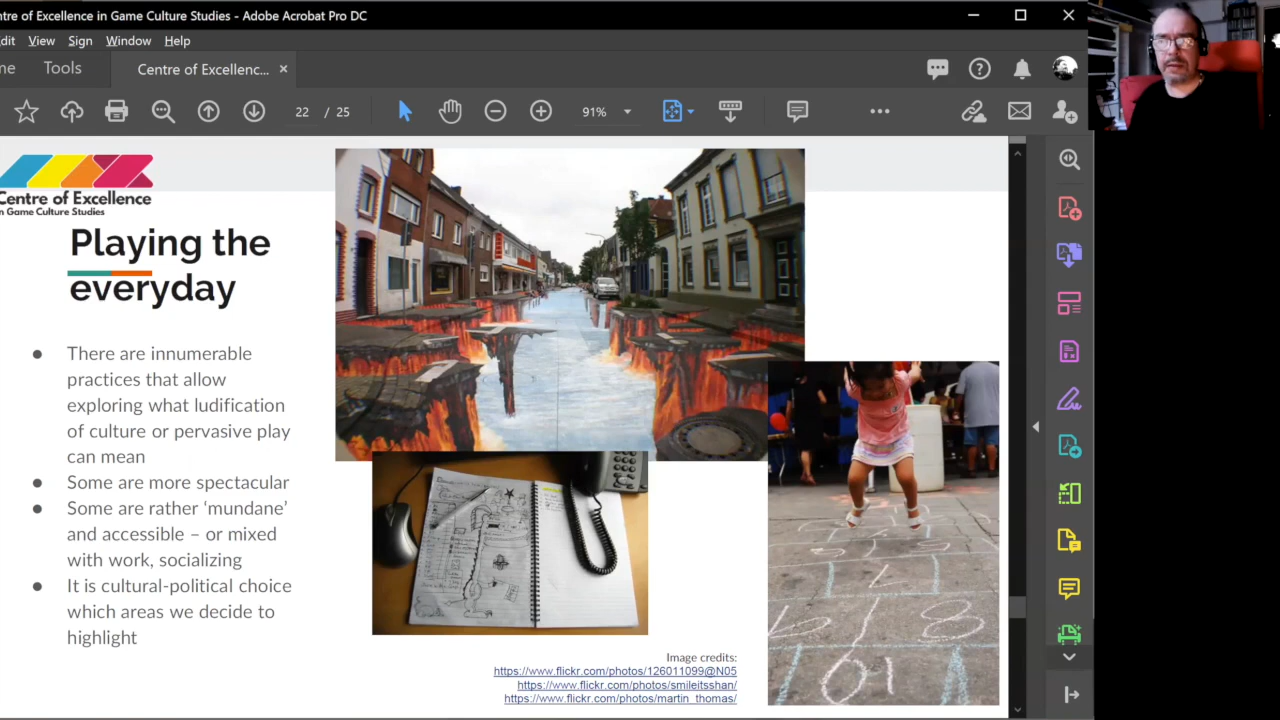 ntre of Excellence in Game Culture Studies - Adobe Acrobat Pro DC
dit View Sign Window Help
me Tools Centre of Excellenc... ×
22 / 25 91%
Centre of Excellence
in Game Culture Studies
Playing the
everyday
● There are innumerable
practices that allow
exploring what ludification
of culture or pervasive play
can mean
● Some are more spectacular
● Some are rather ‘mundane’
and accessible – or mixed
with work, socializing
● It is cultural-political choice
which areas we decide to
highlight
8
Image credits:
https://www.flickr.com/photos/126011099@N05
https://www.flickr.com/photos/smileitsshan/
https://www.flickr.com/photos/martin_thomas/